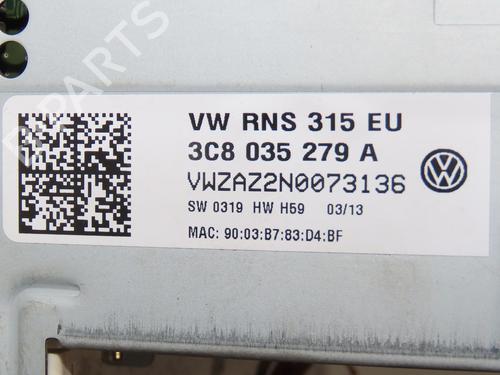 B-PARTS
VW RNS 315 EU
3C8 035 279 A
VWZAZ2N0073136
SW 0319 HW H59 03/13
MAC: 90:03:B7:83:D4:BF